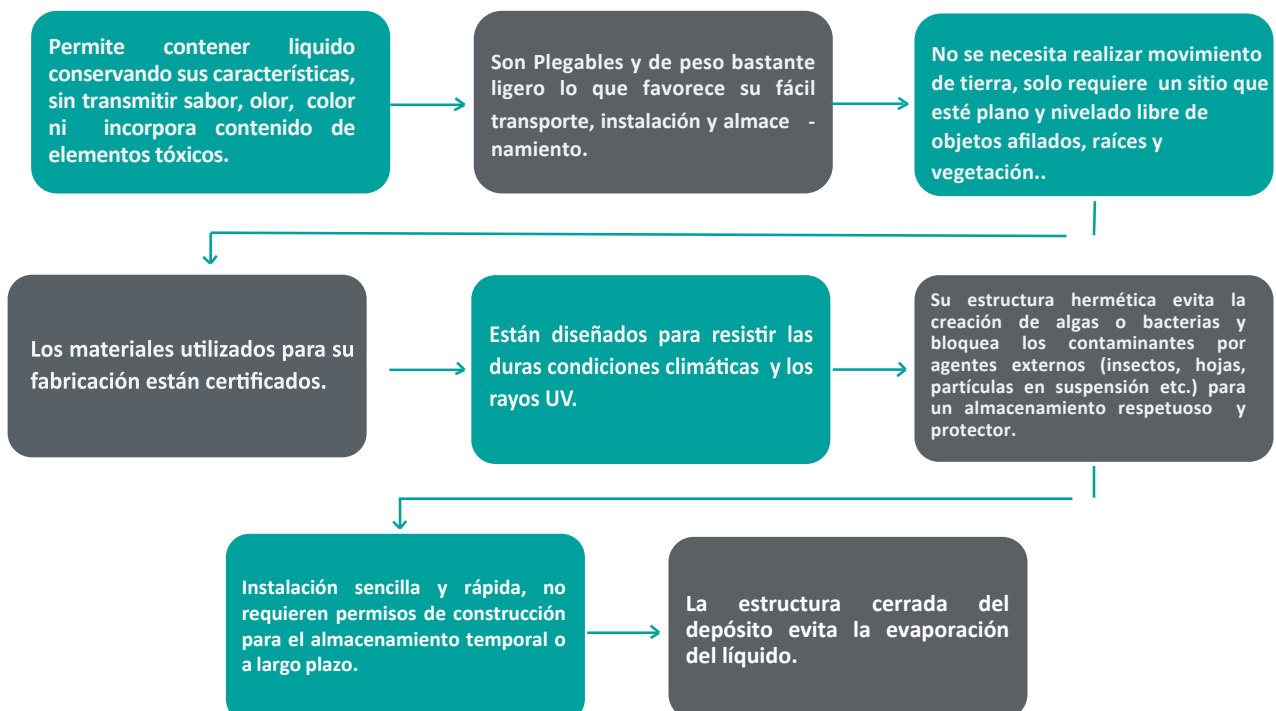 Permite contener liquido
conservando sus características,
sin transmitir sabor, olor, color
ni incorpora contenido de
elementos tóxicos.
Son Plegables y de peso bastante
ligero lo que favorece su fácil
transporte, instalación y almace -
namiento.
No se necesita realizar movimiento
de tierra, solo requiere un sitio que
esté plano y nivelado libre de
objetos afilados, raíces y
vegetación..
Los materiales utilizados para su
fabricación están certificados.
Están diseñados para resistir las
duras condiciones climáticas y los
rayos UV.
Su estructura hermética evita la
creación de algas o bacterias y
bloquea los contaminantes por
agentes externos (insectos, hojas,
partículas en suspensión etc.) para
un almacenamiento respetuoso y
protector.
Instalación sencilla y rápida, no
requieren permisos de construcción
para el almacenamiento temporal o
a largo plazo.
La estructura cerrada del
depósito evita la evaporación
del líquido.